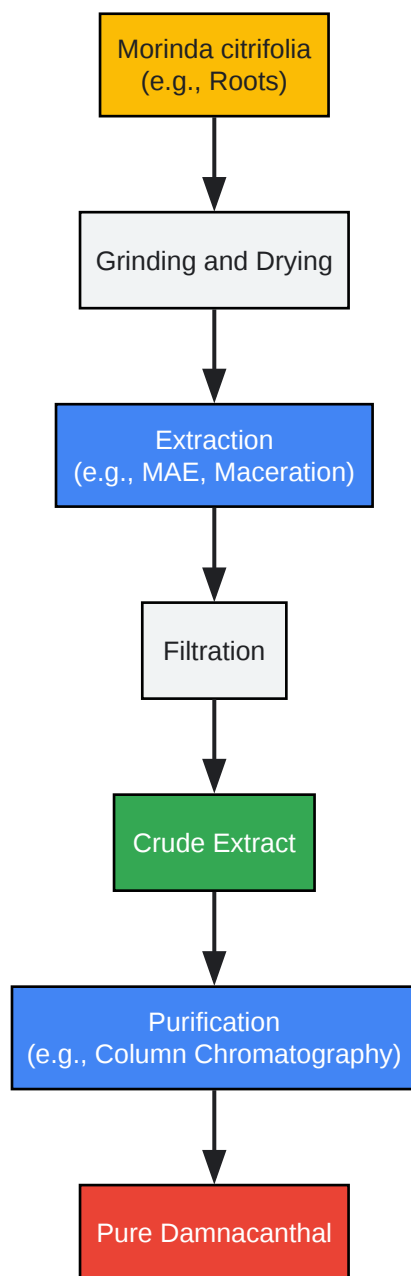 Morinda citrifolia
(e.g., Roots)
Grinding and Drying
Extraction
(e.g., MAE, Maceration)
Filtration
Crude Extract
Purification
(e.g., Column Chromatography)
Pure Damnacanthal